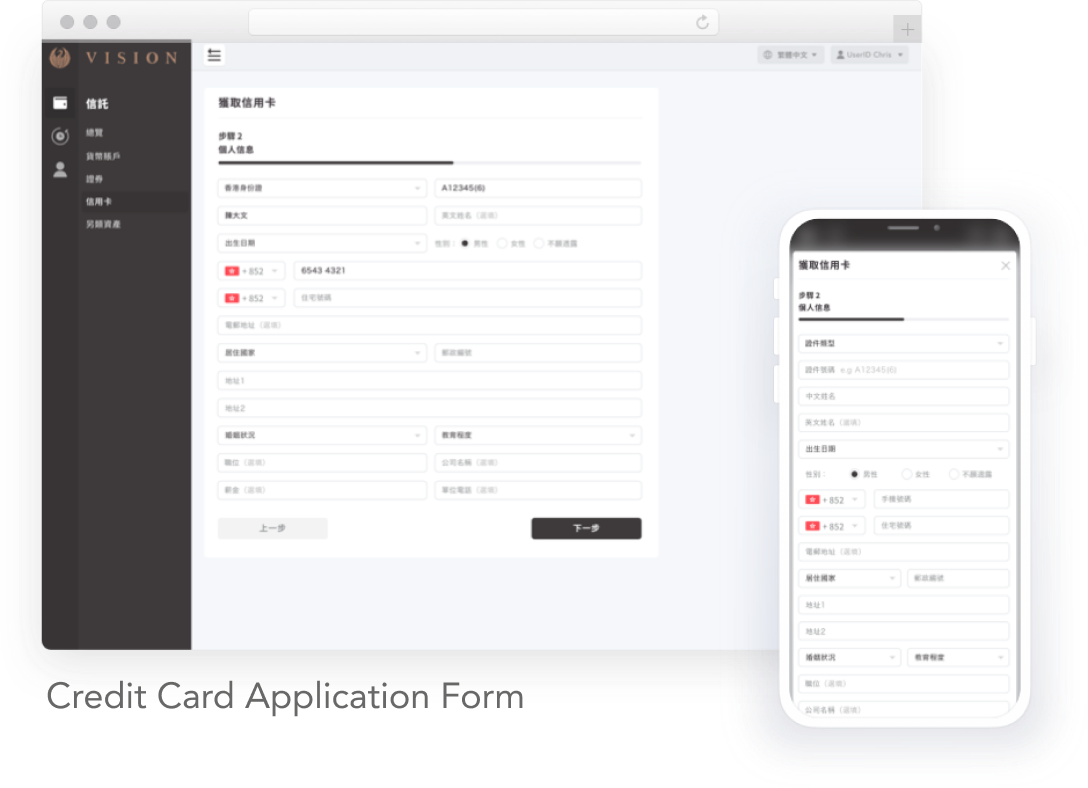 VISION
繁體中文
UserID Chris
信託
總覽
貨幣賬戶
證券
信用卡
另類資產
獲取信用卡
步驟 2
個人信息
香港身份證
A12345(6)
陳大文
英文姓名（選填）
出生日期
性別： 男性 女性 不願透露
+ 852
6543 4321
+ 852
住宅號碼
電郵地址（選填）
居住國家
郵政編號
地址1
地址2
婚姻狀況
教育程度
職位（選填）
公司名稱（選填）
薪金（選填）
單位電話（選填）
上一步
下一步
獲取信用卡
步驟 2
個人信息
證件類型
證件號碼 e.g A12345(6)
中文姓名
英文姓名（選填）
出生日期
性別： 男性 女性 不願透露
+ 852
手機號碼
+ 852
住宅號碼
電郵地址（選填）
居住國家
郵政編號
地址1
地址2
婚姻狀況
教育程度
職位（選填）
公司名稱（選填）
Credit Card Application Form